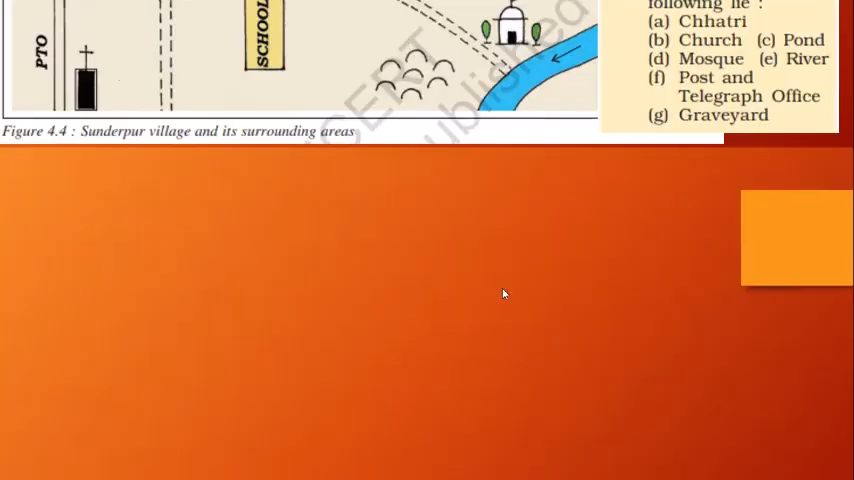 following lie :
(a) Chhatri
(b) Church (c) Pond
(d) Mosque (e) River
(f) Post and
Telegraph Office
(g) Graveyard
PTO
SCHOOL
Figure 4.4 : Sunderpur village and its surrounding areas